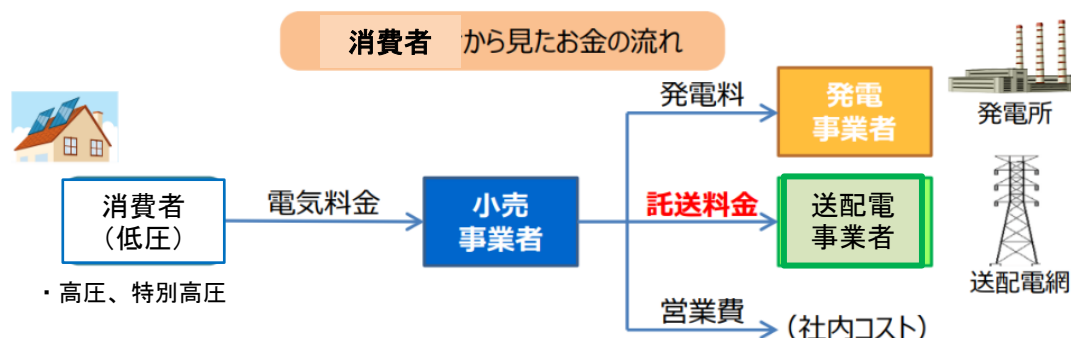 消費者 から見たお金の流れ
発電料
発電
事業者
発電所
消費者
（低圧）
電気料金
小売
事業者
託送料金
送配電
事業者
送配電網
・高圧、特別高圧
営業費
（社内コスト）